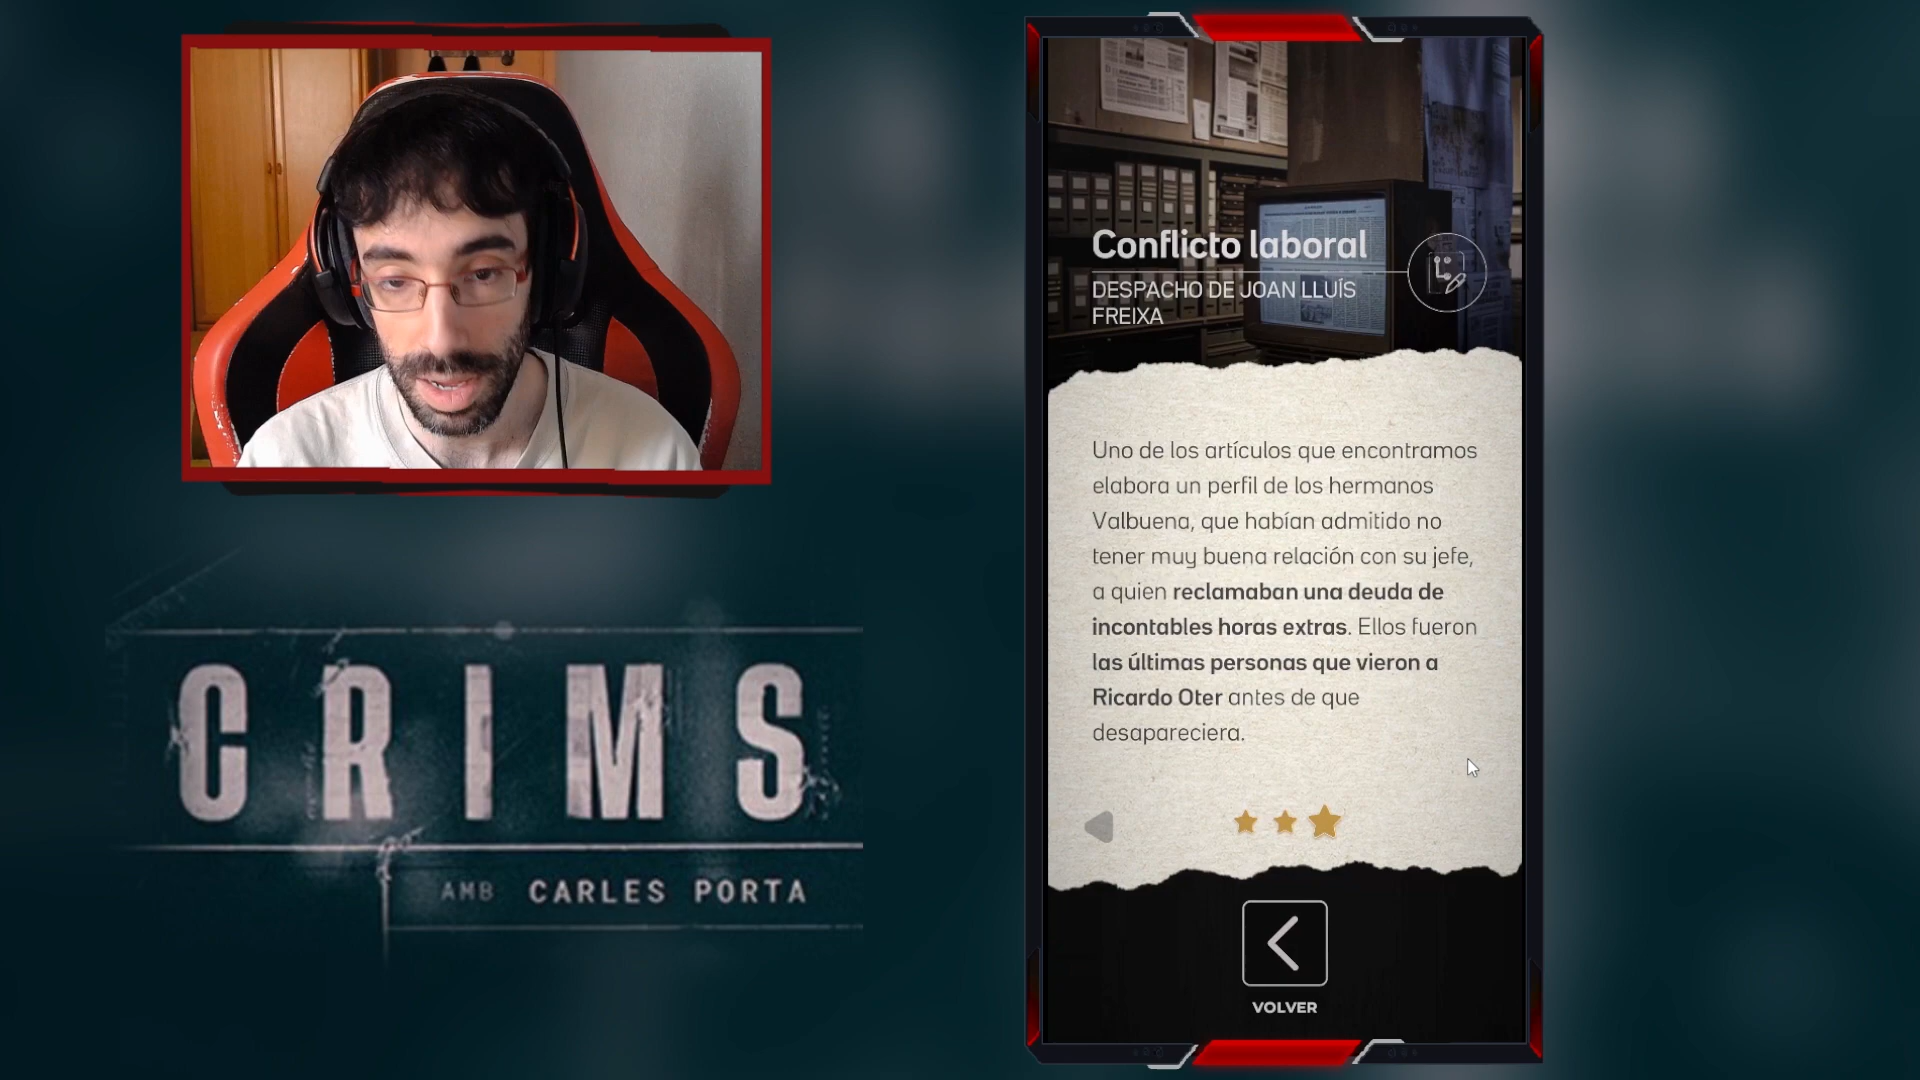 CRIMS
AMB CARLES PORTA
Conflicto laboral
DESPACHO DE JOAN LLUÍS
FREIXA
Uno de los artículos que encontramos
elabora un perfil de los hermanos
Valbuena, que habían admitido no
tener muy buena relación con su jefe,
a quien reclamaban una deuda de
incontables horas extras. Ellos fueron
las últimas personas que vieron a
Ricardo Oter antes de que
desapareciera.
VOLVER